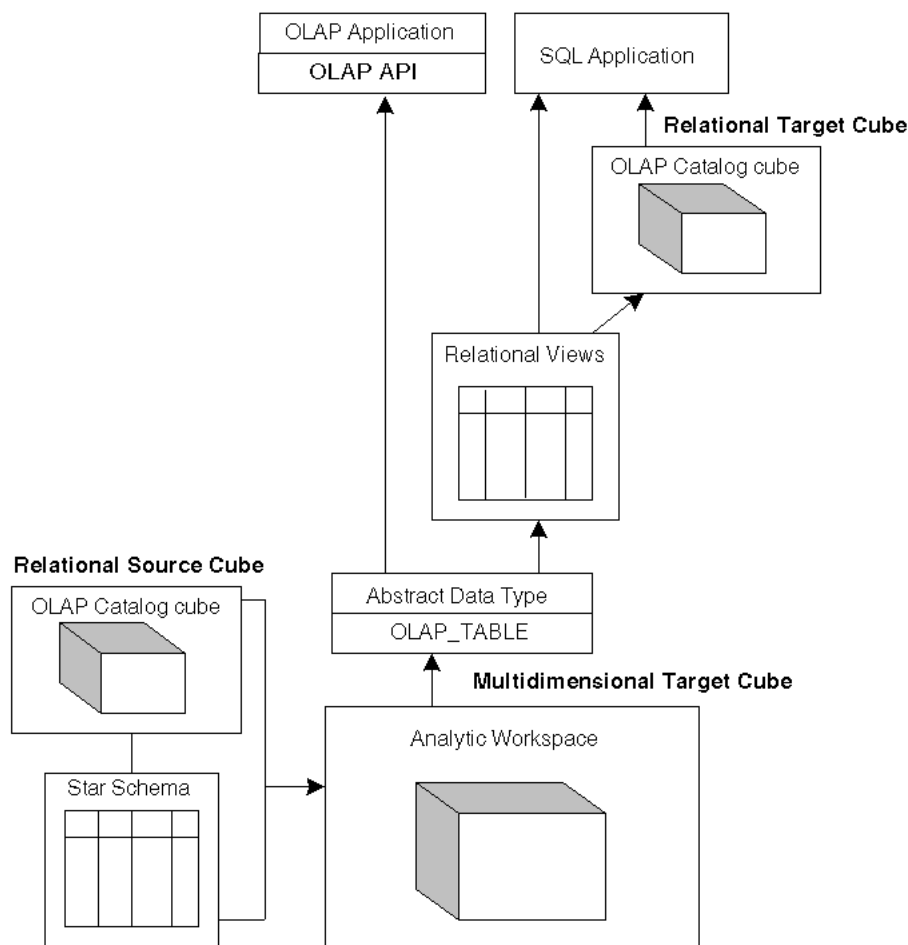 OLAP Application
OLAP API
SQL Application
Relational Target Cube
OLAP Catalog cube
Relational Views
Relational Source Cube
OLAP Catalog cube
Abstract Data Type
OLAP_TABLE
Multidimensional Target Cube
Analytic Workspace
Star Schema